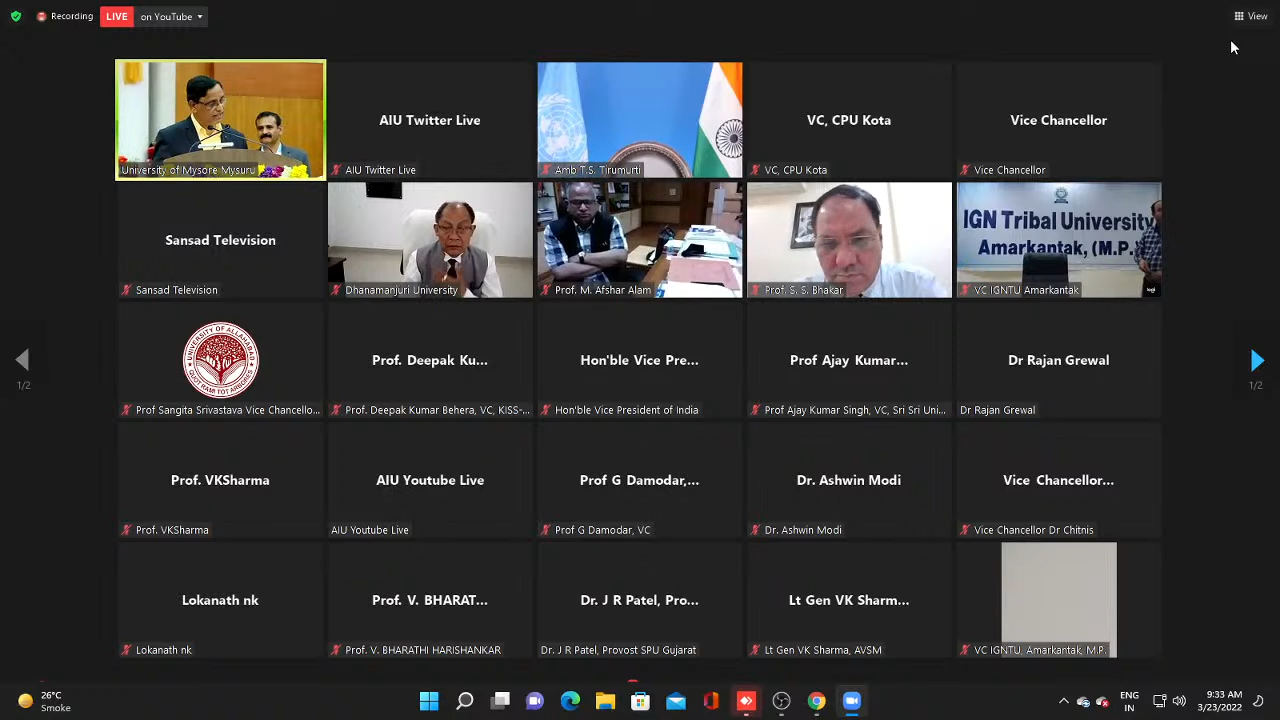 Recording
LIVE
on YouTube
View
University of Mysore Mysuru
AIU Twitter Live
AIU Twitter Live
Amb T.S. Tirumurti
VC, CPU Kota
VC, CPU Kota
Vice Chancellor
Vice Chancellor
Sansad Television
Sansad Television
Dhanamanjuri University
Prof. M. Afshar Alam
Prof. S. S. Bhakar
IGN Tribal University
Amarkantak, (M.P.)
VC IGNTU Amarkantak
1/2
UNIVERSITY OF ALLAHABAD
QUOT RAMI TOT ARBORES
Prof Sangita Srivastava Vice Chancello...
Prof. Deepak Ku...
Prof. Deepak Kumar Behera, VC, KISS-...
Hon'ble Vice Pre...
Hon'ble Vice President of India
Prof Ajay Kumar...
Prof Ajay Kumar Singh, VC, Sri Sri Uni...
Dr Rajan Grewal
Dr Rajan Grewal
1/2
Prof. VKSharma
Prof. VKSharma
AIU Youtube Live
AIU Youtube Live
Prof G Damodar,...
Prof G Damodar, VC
Dr. Ashwin Modi
Dr. Ashwin Modi
Vice Chancellor...
Vice Chancellor Dr Chitnis
Lokanath nk
Lokanath nk
Prof. V. BHARAT...
Prof. V. BHARATHI HARISHANKAR
Dr. J R Patel, Pro...
Dr. J R Patel, Provost SPU Gujarat
Lt Gen VK Sharm...
Lt Gen VK Sharma, AVSM
VC IGNTU, Amarkantak, M.P.
26°C
Smoke
ENG
IN
9:33 AM
3/23/2022